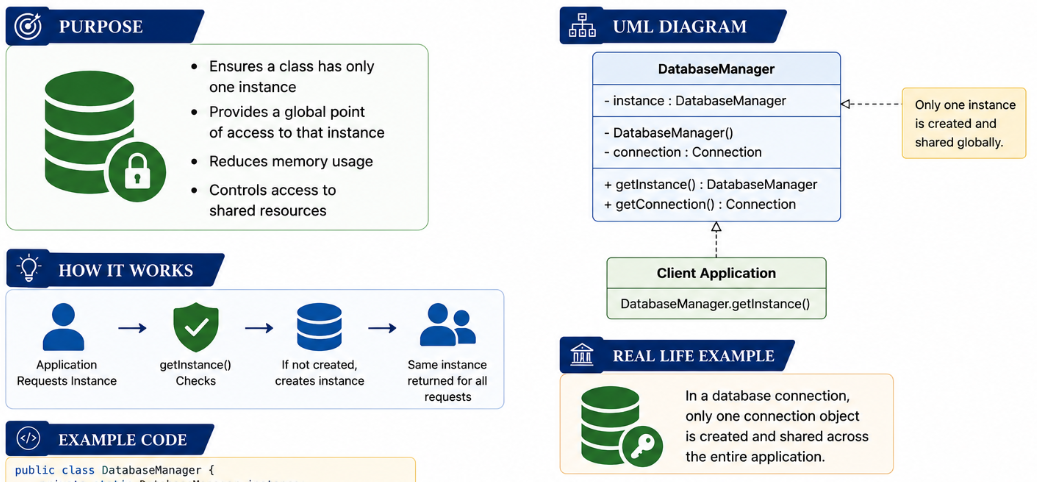 PURPOSE
• Ensures a class has only
one instance
• Provides a global point
of access to that instance
• Reduces memory usage
• Controls access to
shared resources
HOW IT WORKS
Application
Requests Instance
getInstance()
Checks
If not created,
creates instance
Same instance
returned for all
requests
EXAMPLE CODE
</>
public class DatabaseManager {
UML DIAGRAM
DatabaseManager
- instance : DatabaseManager
- DatabaseManager()
- connection : Connection
+ getInstance() : DatabaseManager
+ getConnection() : Connection
Only one instance
is created and
shared globally.
Client Application
DatabaseManager.getInstance()
REAL LIFE EXAMPLE
In a database connection,
only one connection object
is created and shared across
the entire application.